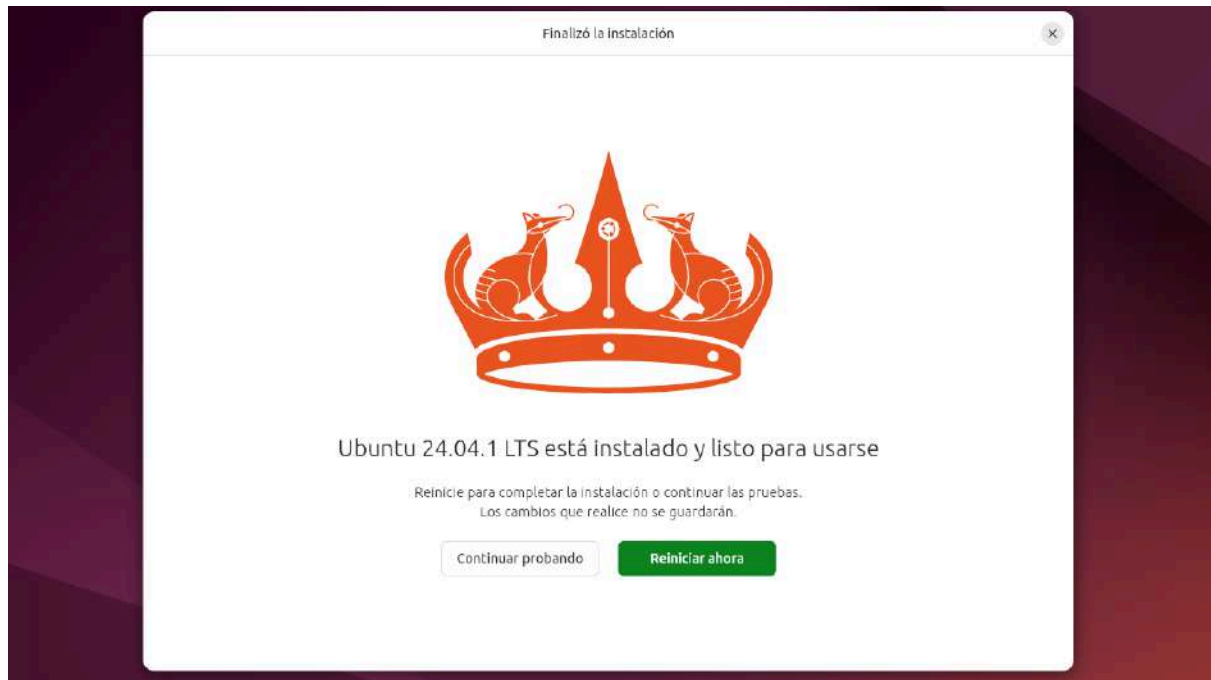 Finalizó la instalación
Ubuntu 24.04.1 LTS está instalado y listo para usarse
Reinicie para completar la instalación o continuar las pruebas.
Los cambios que realice no se guardarán.
Continuar probando
Reiniciar ahora